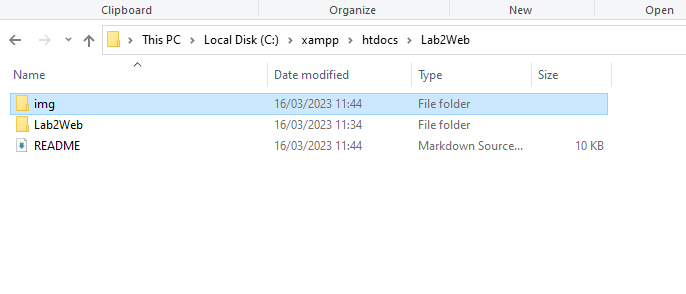 Clipboard Organize New Open
This PC Local Disk (C:) xampp htdocs Lab2Web
Name Date modified Type Size
img 16/03/2023 11:44 File folder
Lab2Web 16/03/2023 11:34 File folder
README 16/03/2023 11:44 Markdown Source... 10 KB